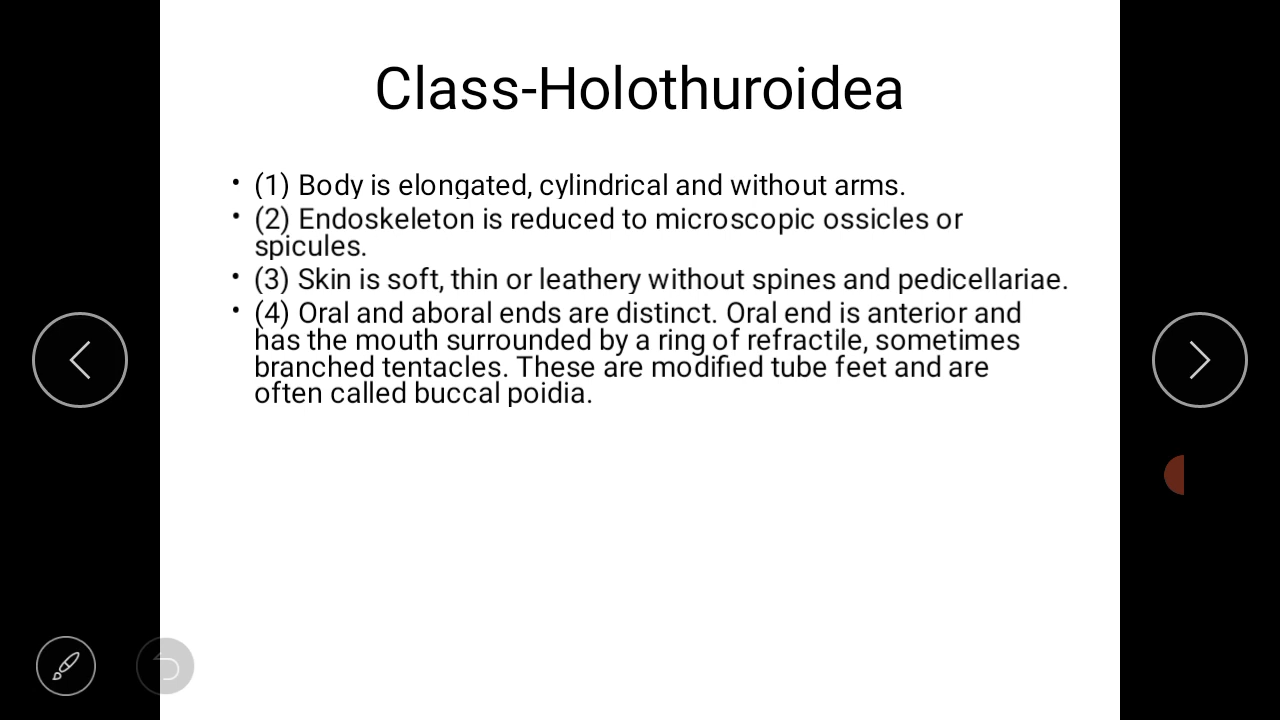 Class-Holothuroidea
• (1) Body is elongated, cylindrical and without arms.
• (2) Endoskeleton is reduced to microscopic ossicles or
spicules.
• (3) Skin is soft, thin or leathery without spines and pedicellariae.
• (4) Oral and aboral ends are distinct. Oral end is anterior and
has the mouth surrounded by a ring of refractile, sometimes
branched tentacles. These are modified tube feet and are
often called buccal poidia.